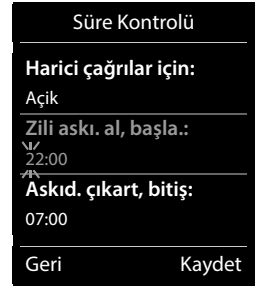 Süre Kontrolü
Harici çağrılar için:
Açik
Zili askı. al, başla.:
22:00
Askıd. çıkart, bitiş:
07:00
Geri Kaydet